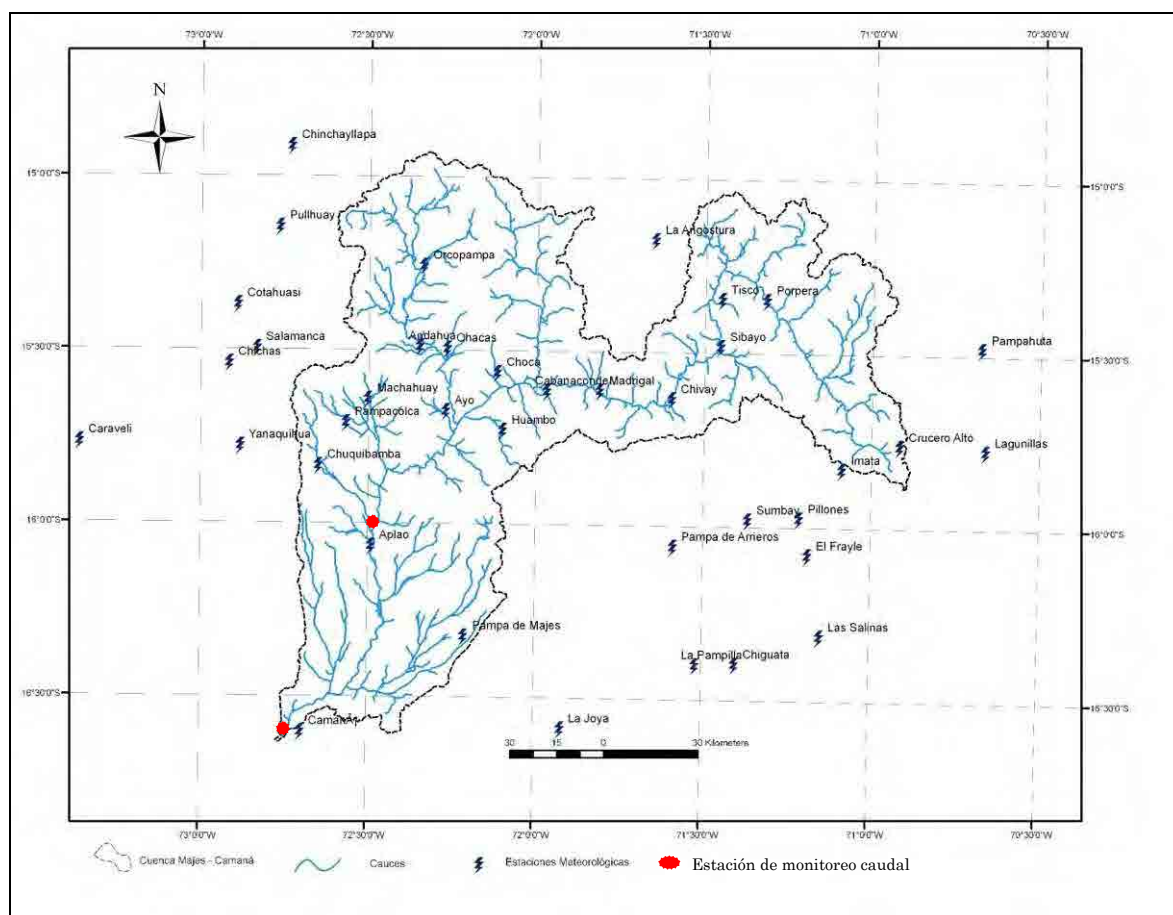 73°0'0"W 72°30'0"W 72°0'0"W 71°30'0"W 71°0'0"W 70°30'0"W
N
Chinchayllapa
15°0'0"S 15°0'0"S
Pullhuay
La Angostura
Orcopampa
Cotahuasi
Tisco Porpera
Salamanca
Andahua Chacas
Sibayo
Pampahuta
15°30'0"S 15°30'0"S
Chichas
Choco
Machahuay
Cabanaconde Madrigal
Chivay
Ayo
Pampacolca
Huambo
Caraveli
Yanaquihua
Crucero Alto
Lagunillas
Chuquibamba
Imata
Sumbay Pillones
16°0'0"S 16°0'0"S
Aplao
Pampa de Arrieros
El Frayle
Pampa de Majes
Las Salinas
La Pampilla Chiguata
16°30'0"S 16°30'0"S
Camaná
La Joya
30 15 0 30 Kilometers
73°0'0"W 72°30'0"W 72°0'0"W 71°30'0"W 71°0'0"W 70°30'0"W
Cuenca Majes - Camaná Cauces Estaciones Meteorológicas Estación de monitoreo caudal